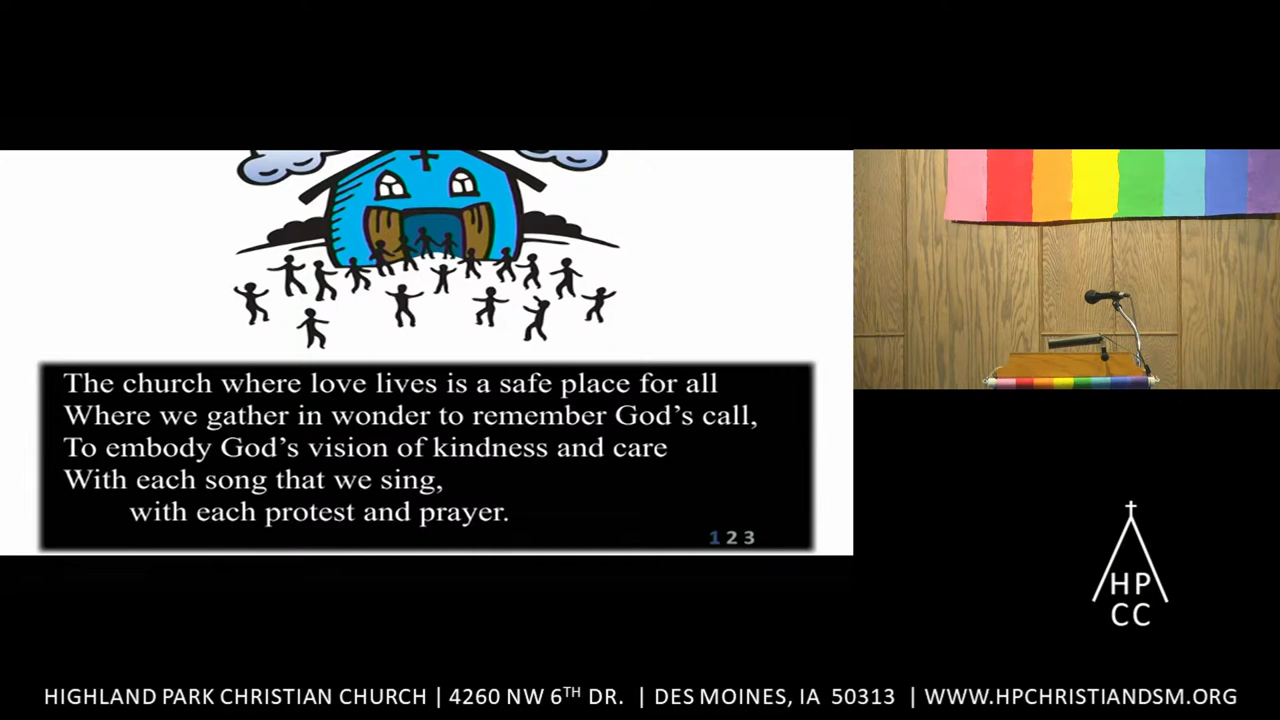 The church where love lives is a safe place for all
Where we gather in wonder to remember God's call,
To embody God's vision of kindness and care
With each song that we sing,
with each protest and prayer.
1 2 3
HP
CC
HIGHLAND PARK CHRISTIAN CHURCH | 4260 NW 6TH DR. | DES MOINES, IA 50313 | WWW.HPCHRISTIANDSM.ORG